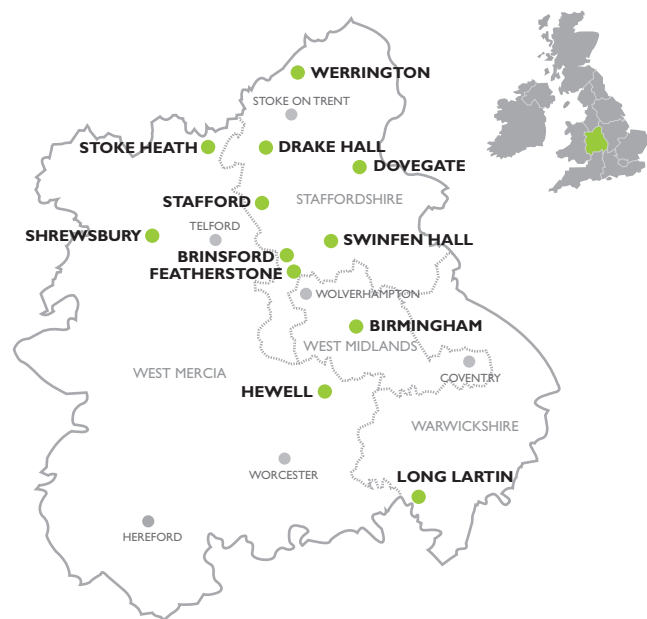 WERRINGTON
STOKE ON TRENT
STOKE HEATH
DRAKE HALL
DOVEGATE
STAFFORD
STAFFORDSHIRE
TELFORD
SHREWSBURY
SWINFEN HALL
BRINSFORD
FEATHERSTONE
WOLVERHAMPTON
BIRMINGHAM
WEST MIDLANDS
WEST MERCIA
COVENTRY
HEWELL
WARWICKSHIRE
WORCESTER
LONG LARTIN
HEREFORD